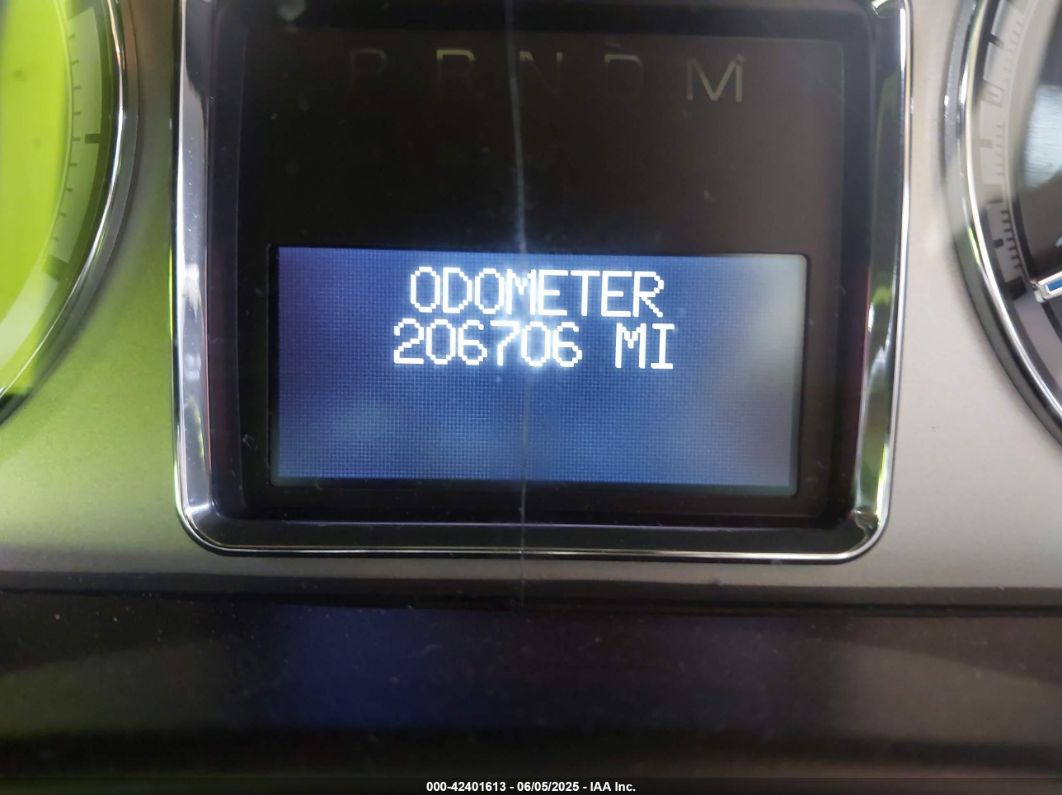 P R N D M
ODOMETER
206706 MI
000-42401613 - 06/05/2025 - IAA Inc.